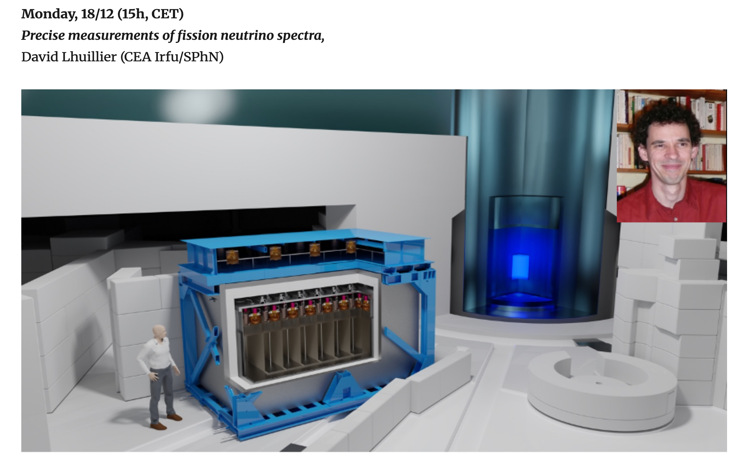 Monday, 18/12 (15h, CET)
Precise measurements of fission neutrino spectra,
David Lhuillier (CEA Irfu/SPhN)